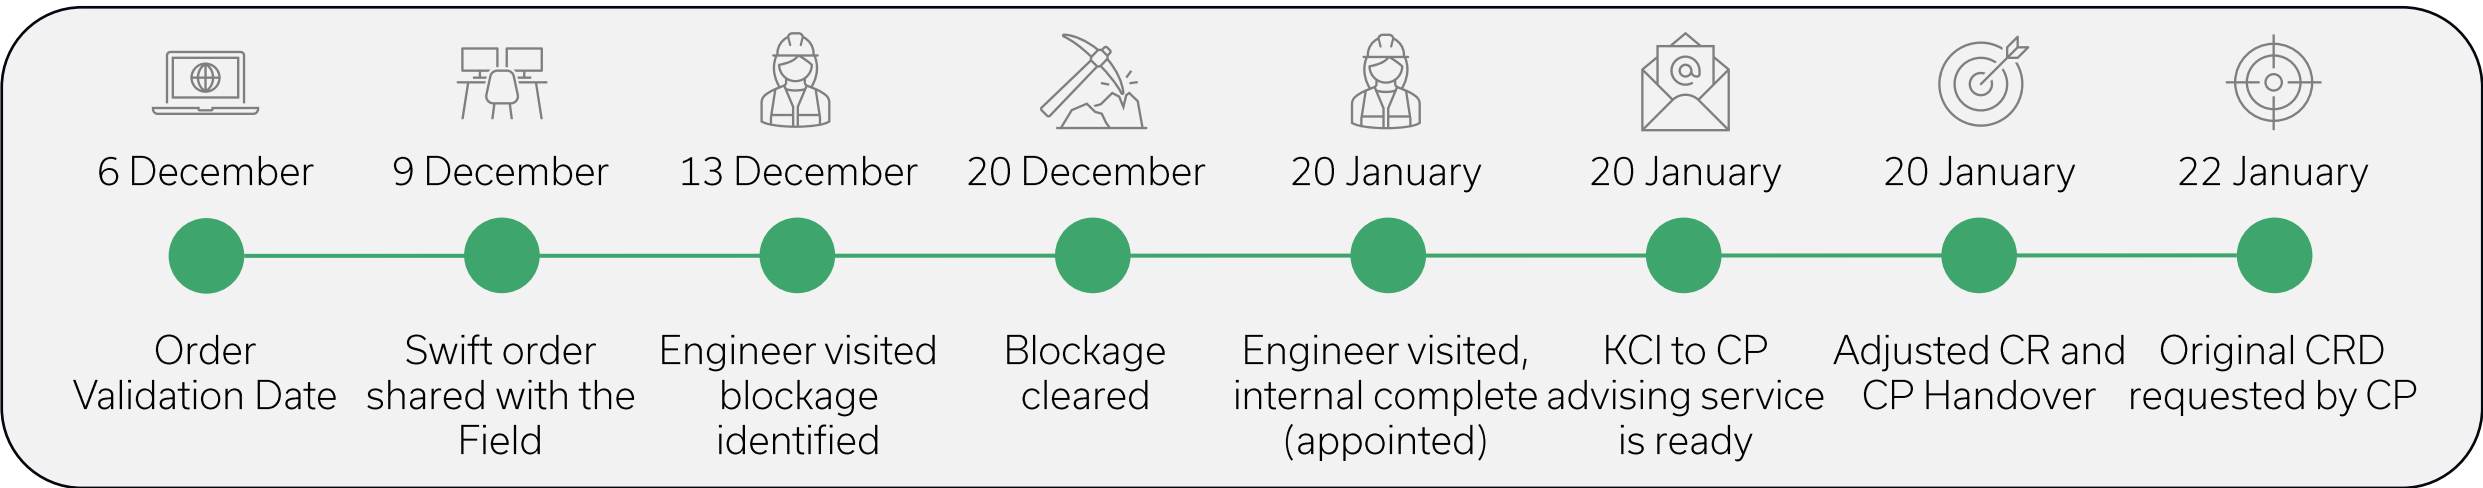 6 December
9 December
13 December
20 December
20 January
20 January
20 January
22 January
Order
Validation Date
Swift order
shared with the
Field
Engineer visited
blockage
identified
Blockage
cleared
Engineer visited,
internal complete
(appointed)
KCI to CP
advising service
is ready
Adjusted CR and
CP Handover
Original CRD
requested by CP